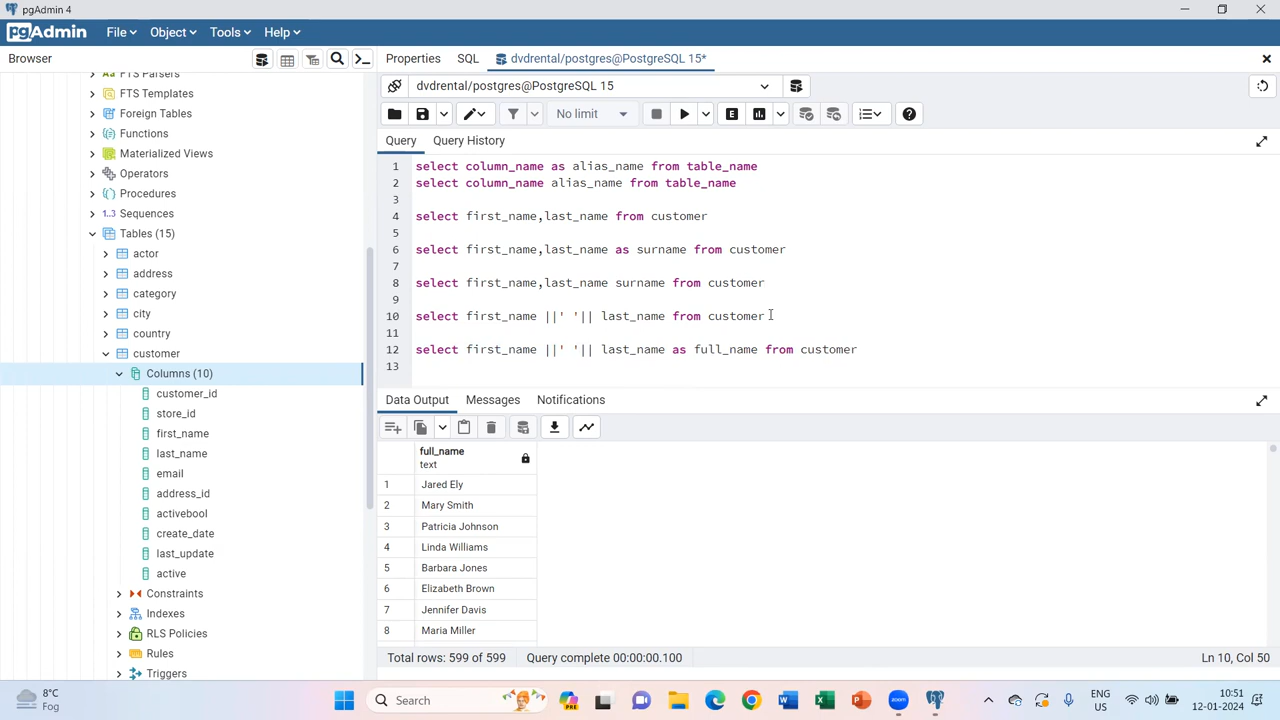 pgAdmin 4
pgAdmin File Object Tools Help
Browser Properties SQL dvdrental/postgres@PostgreSQL 15*
FTS Parsers
FTS Templates
Foreign Tables
Functions
Materialized Views
Operators
Procedures
1..3 Sequences
Tables (15)
actor
address
category
city
country
customer
Columns (10)
customer_id
store_id
first_name
last_name
email
address_id
activebool
create_date
last_update
active
Constraints
Indexes
RLS Policies
Rules
Triggers
dvdrental/postgres@PostgreSQL 15
No limit
Query Query History
1 select column_name as alias_name from table_name
2 select column_name alias_name from table_name
3
4 select first_name,last_name from customer
5
6 select first_name,last_name as surname from customer
7
8 select first_name,last_name surname from customer
9
10 select first_name ||' '|| last_name from customer
11
12 select first_name ||' '|| last_name as full_name from customer
13
Data Output Messages Notifications
full_name
text
1 Jared Ely
2 Mary Smith
3 Patricia Johnson
4 Linda Williams
5 Barbara Jones
6 Elizabeth Brown
7 Jennifer Davis
8 Maria Miller
Total rows: 599 of 599 Query complete 00:00:00.100 Ln 10, Col 50
8°C
Fog
Search
PRE
zoom
ENG
US
10:51
12-01-2024